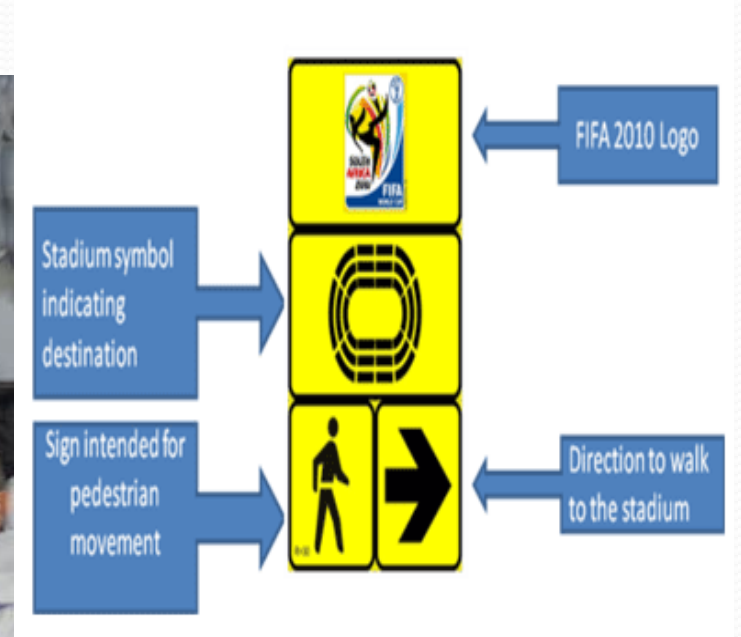 SOUTH
AFRICA
2010
FIFA
WORLD CUP
FIFA 2010 Logo
Stadium symbol
indicating
destination
Sign intended for
pedestrian
movement
Direction to walk
to the stadium